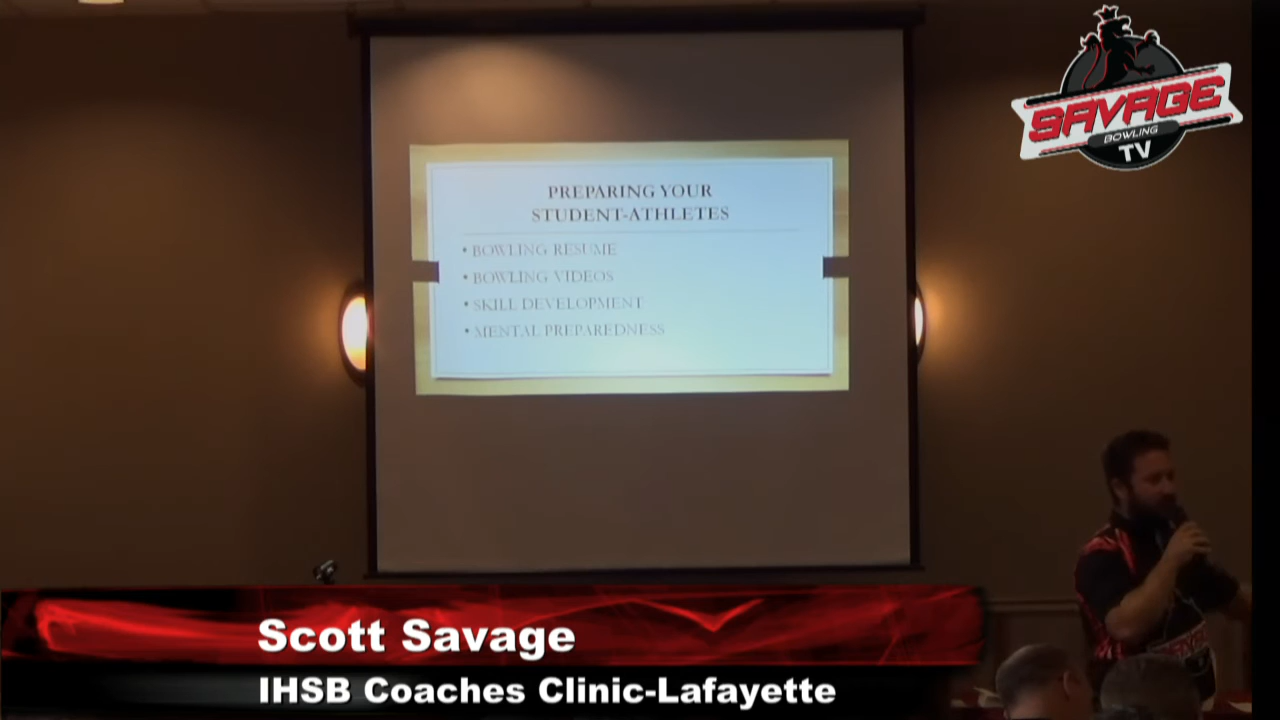 SAVAGE
BOWLING
TV
PREPARING YOUR
STUDENT-ATHLETES
• BOWLING RESUME
• BOWLING VIDEOS
• SKILL DEVELOPMENT
• MENTAL PREPAREDNESS
Scott Savage
IHSB Coaches Clinic-Lafayette